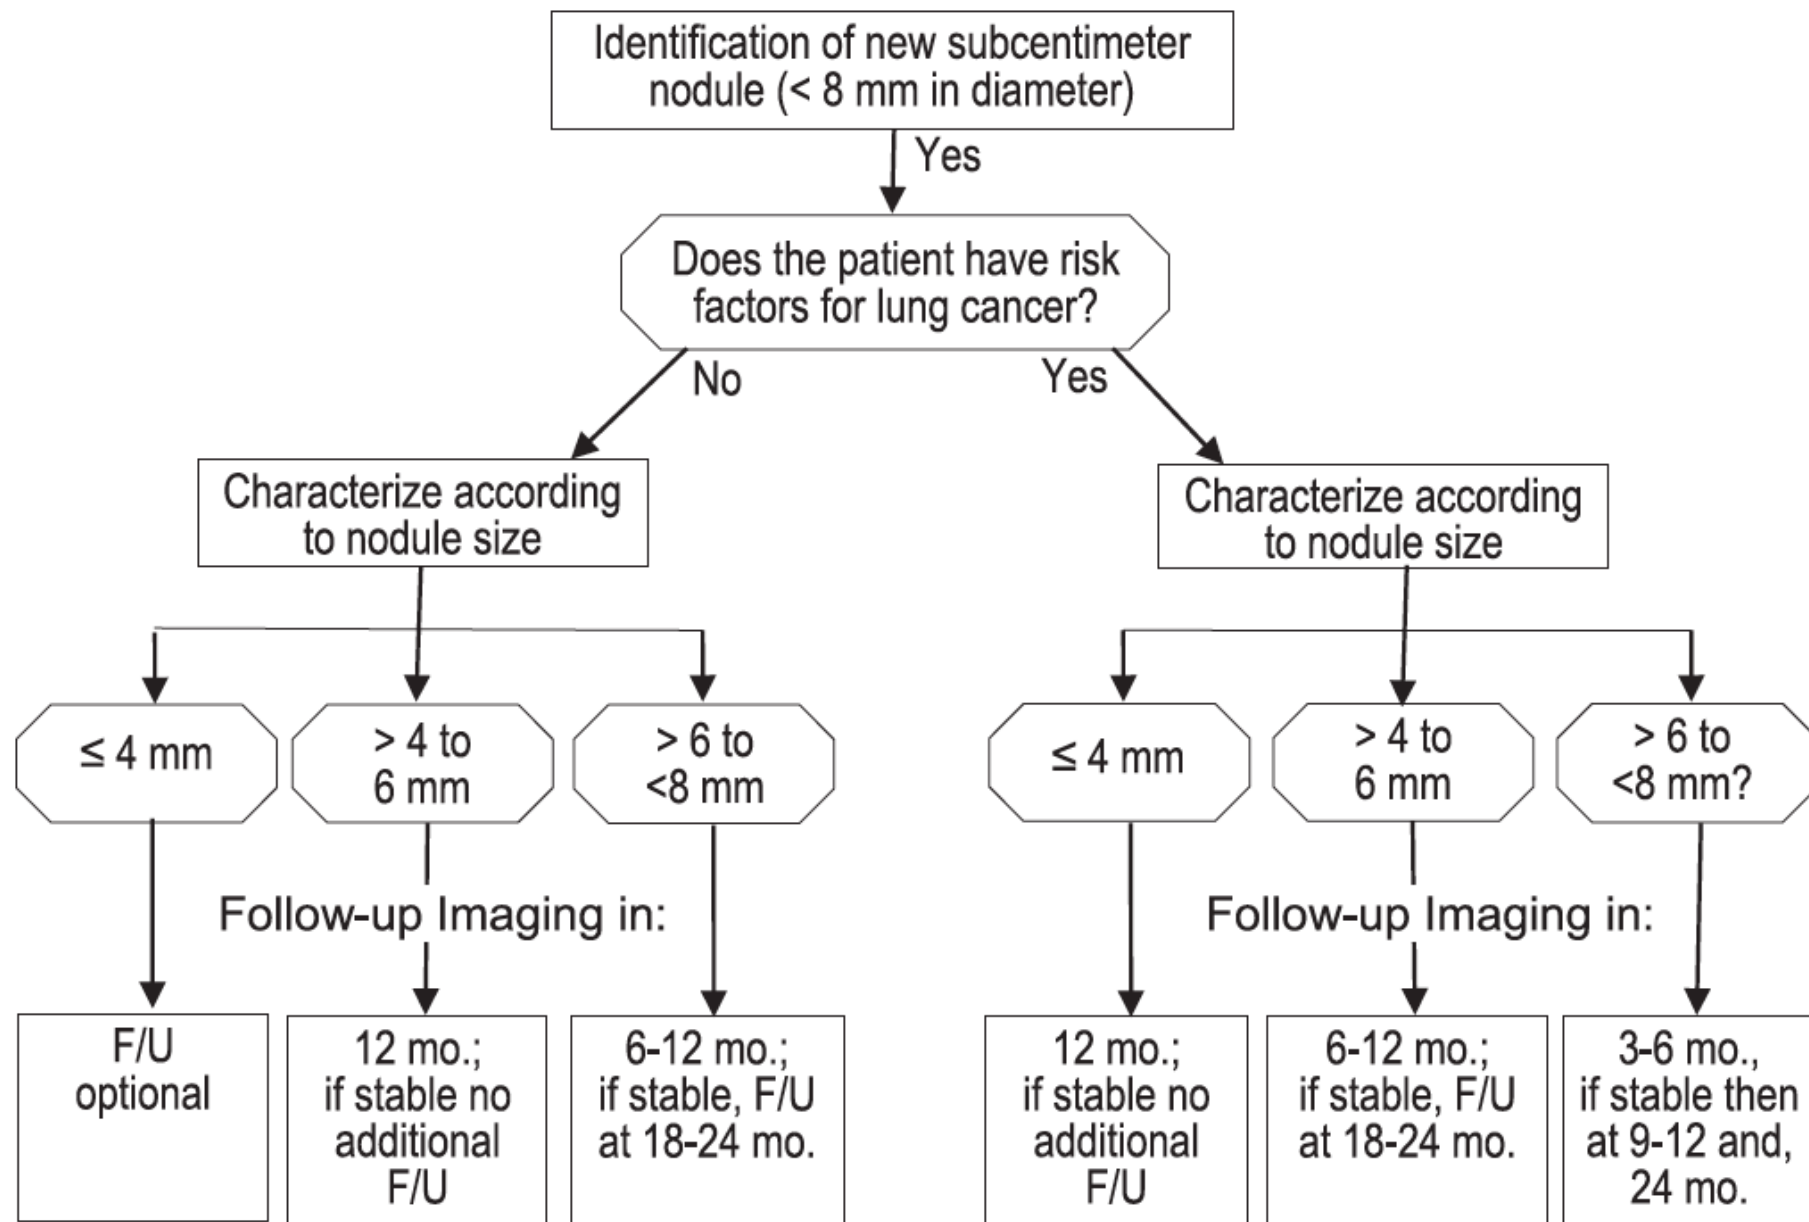 Identification of new subcentimeter
nodule (< 8 mm in diameter)
Yes
Does the patient have risk
factors for lung cancer?
No
Yes
Characterize according
to nodule size
Characterize according
to nodule size
≤ 4 mm
> 4 to
6 mm
> 6 to
<8 mm
≤ 4 mm
> 4 to
6 mm
> 6 to
<8 mm?
Follow-up Imaging in:
Follow-up Imaging in:
F/U
optional
12 mo.;
if stable no
additional
F/U
6-12 mo.;
if stable, F/U
at 18-24 mo.
12 mo.;
if stable no
additional
F/U
6-12 mo.;
if stable, F/U
at 18-24 mo.
3-6 mo.,
if stable then
at 9-12 and,
24 mo.